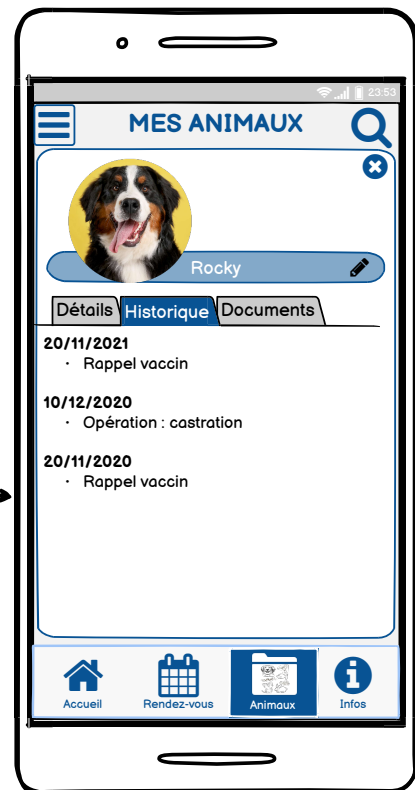 23:53
MES ANIMAUX
Rocky
Détails Historique Documents
20/11/2021
· Rappel vaccin
10/12/2020
· Opération : castration
20/11/2020
· Rappel vaccin
Accueil Rendez-vous Animaux Infos